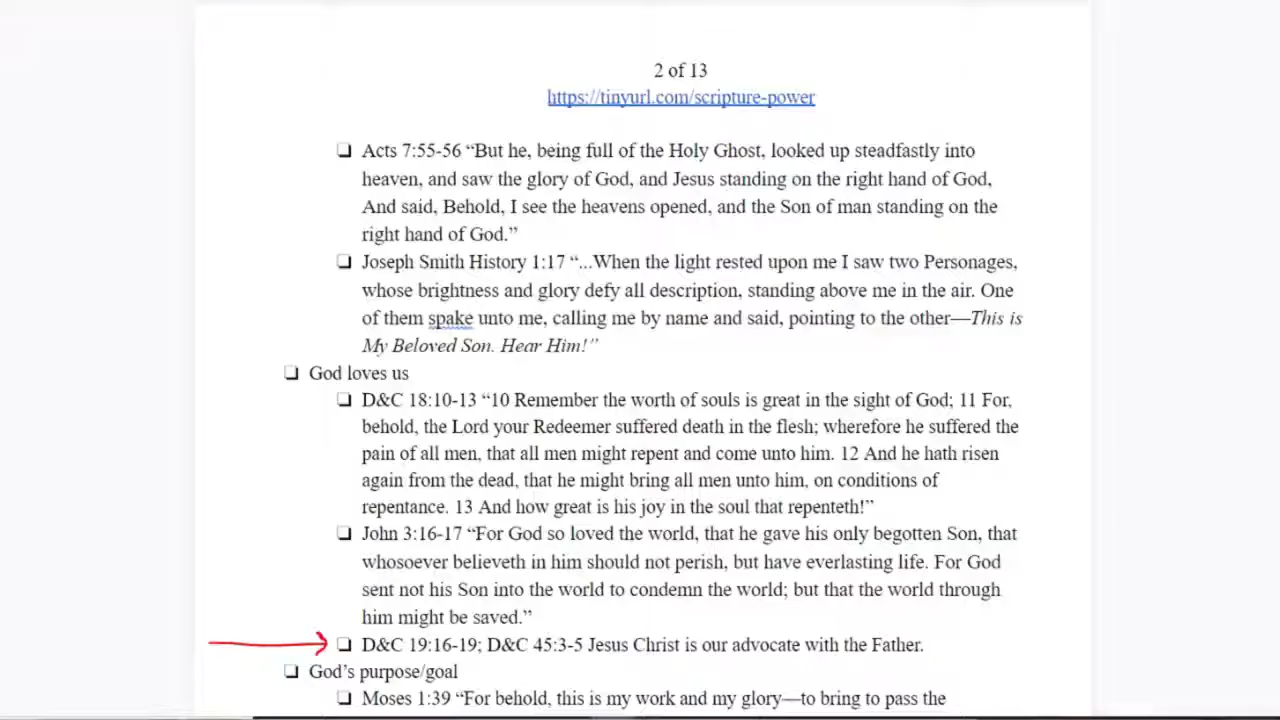 2 of 13
https://tinyurl.com/scripture-power
❏ Acts 7:55-56 “But he, being full of the Holy Ghost, looked up steadfastly into
heaven, and saw the glory of God, and Jesus standing on the right hand of God,
And said, Behold, I see the heavens opened, and the Son of man standing on the
right hand of God.”
❏ Joseph Smith History 1:17 “...When the light rested upon me I saw two Personages,
whose brightness and glory defy all description, standing above me in the air. One
of them spake unto me, calling me by name and said, pointing to the other—This is
My Beloved Son. Hear Him!”
❏ God loves us
❏ D&C 18:10-13 “10 Remember the worth of souls is great in the sight of God; 11 For,
behold, the Lord your Redeemer suffered death in the flesh; wherefore he suffered the
pain of all men, that all men might repent and come unto him. 12 And he hath risen
again from the dead, that he might bring all men unto him, on conditions of
repentance. 13 And how great is his joy in the soul that repenteth!”
❏ John 3:16-17 “For God so loved the world, that he gave his only begotten Son, that
whosoever believeth in him should not perish, but have everlasting life. For God
sent not his Son into the world to condemn the world; but that the world through
him might be saved.”
❏ D&C 19:16-19; D&C 45:3-5 Jesus Christ is our advocate with the Father.
❏ God’s purpose/goal
❏ Moses 1:39 “For behold, this is my work and my glory—to bring to pass the